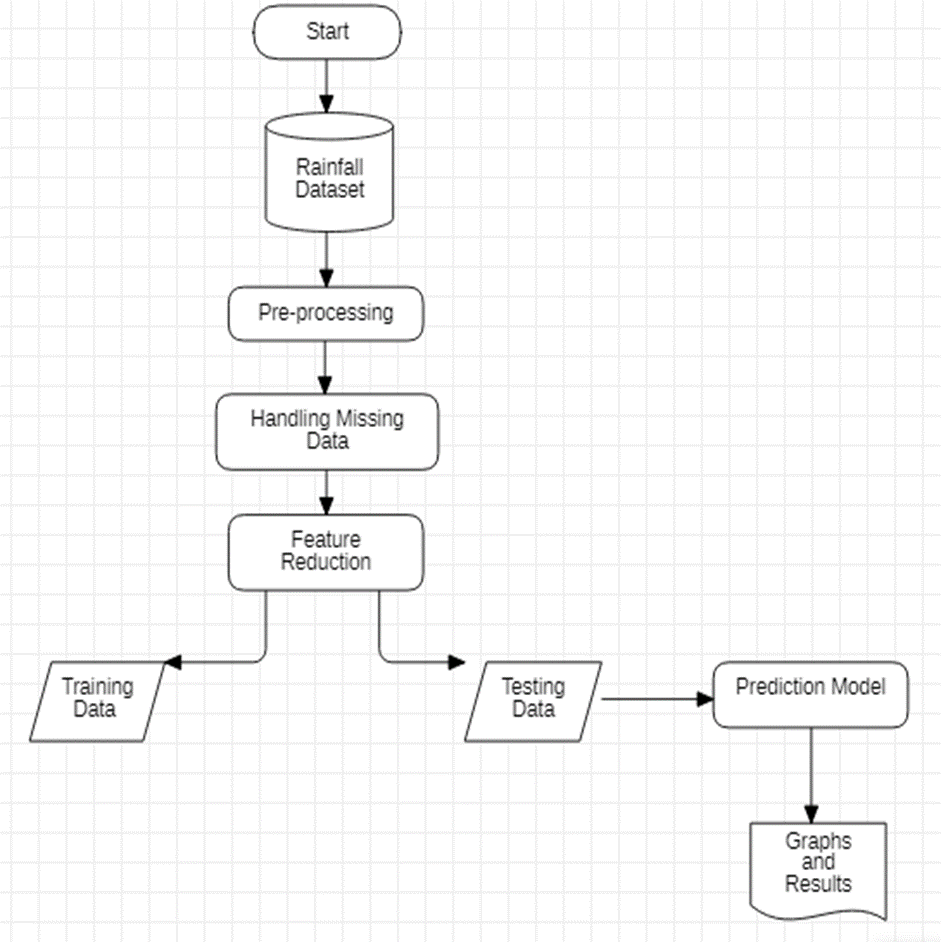 Start
Rainfall
Dataset
Pre-processing
Handling Missing
Data
Feature
Reduction
Training
Data
Testing
Data
Prediction Model
Graphs
and
Results